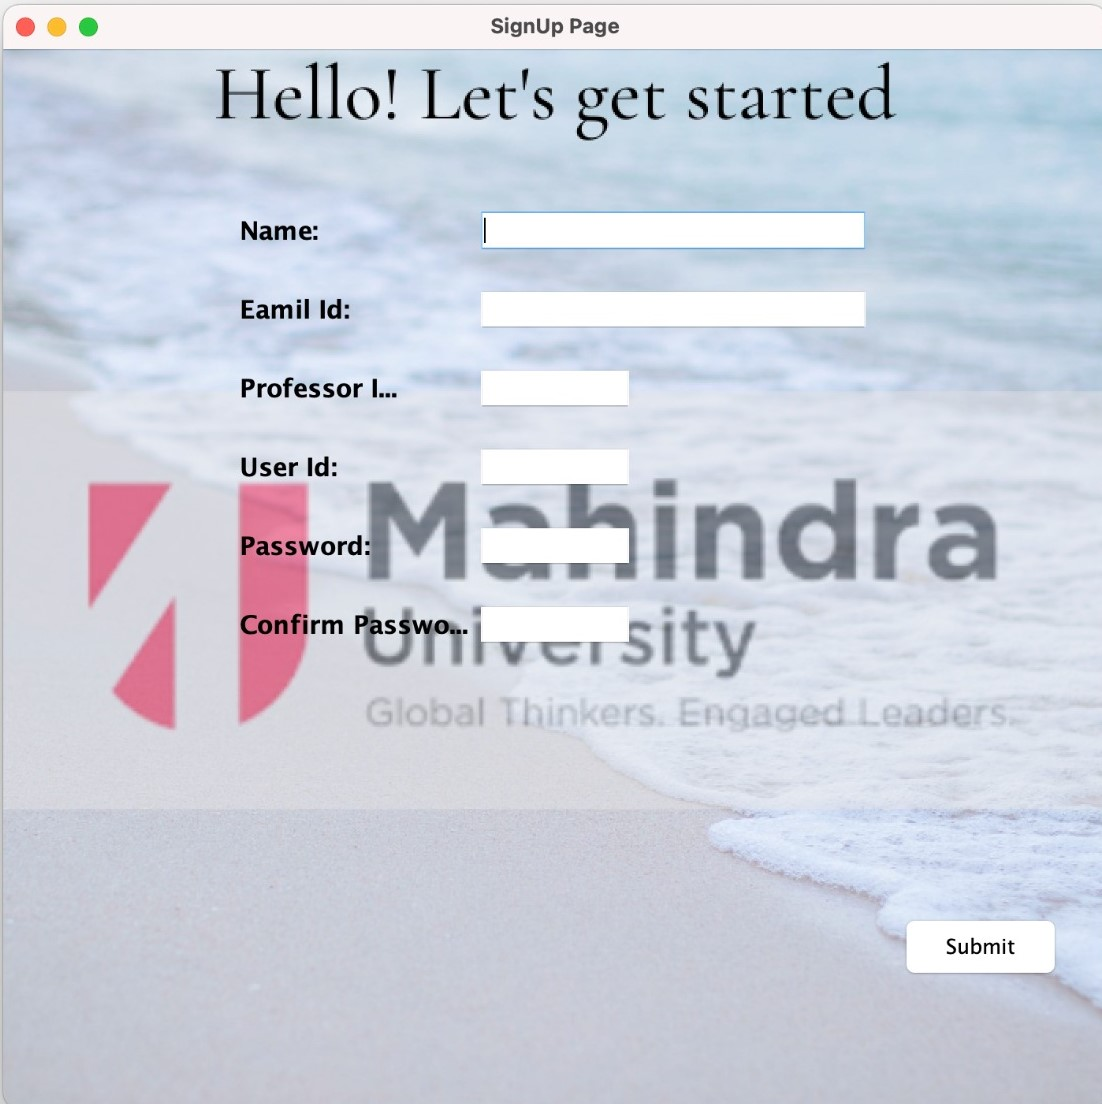 SignUp Page
Hello! Let's get started
Name:
Eamil Id:
Professor I...
User Id:
Password:
Confirm Passwo...
Mahindra
University
Global Thinkers. Engaged Leaders.
Submit